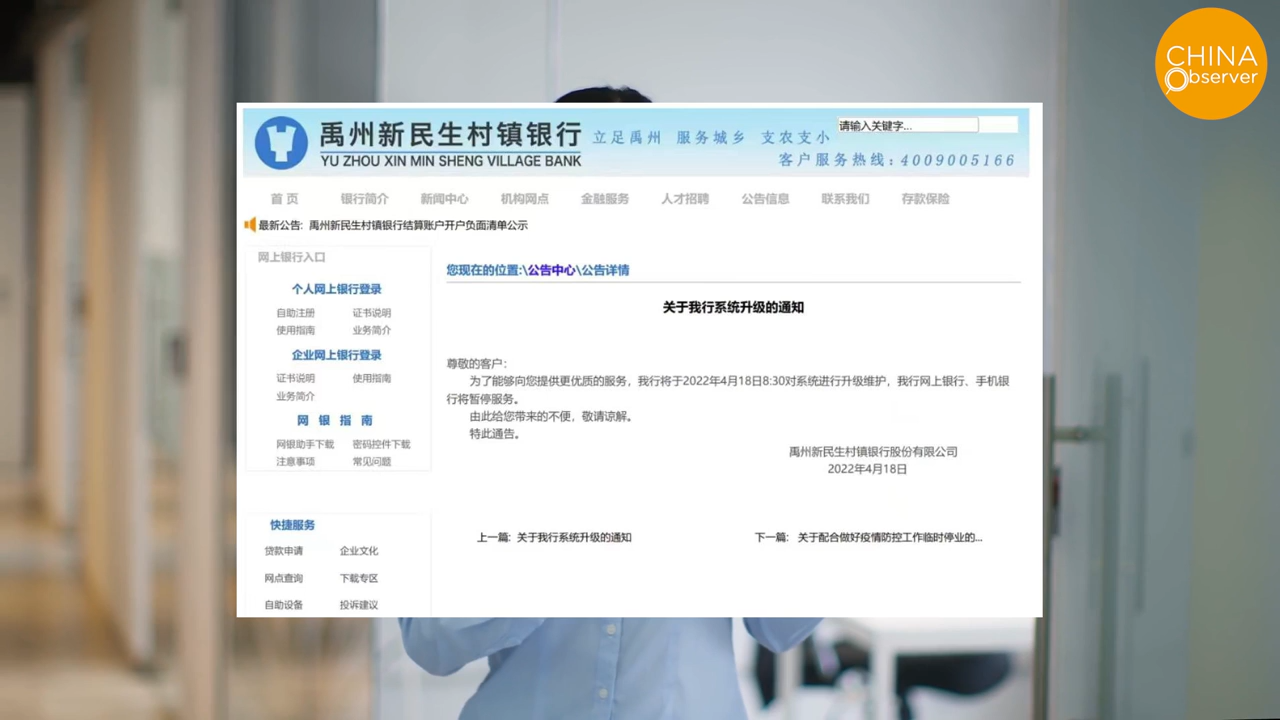 CHINA
Observer
禹州新民生村镇银行
YU ZHOU XIN MIN SHENG VILLAGE BANK
立足禹州 服务城乡 支农支小
请输入关键字...
客户服务热线:4009005166
首 页 银行简介 新闻中心 机构网点 金融服务 人才招聘 公告信息 联系我们 存款保险
最新公告: 禹州新民生村镇银行结算账户开户负面清单公示
网上银行入口
个人网上银行登录
自助注册 证书说明
使用指南 业务简介
企业网上银行登录
证书说明 使用指南
业务简介
网 银 指 南
网银助手下载 密码控件下载
注意事项 常见问题
快捷服务
贷款申请 企业文化
网点查询 下载专区
自助设备 投诉建议
您现在的位置:\公告中心\公告详情
关于我行系统升级的通知
尊敬的客户:
为了能够向您提供更优质的服务，我行将于2022年4月18日8:30对系统进行升级维护，我行网上银行、手机银
行将暂停服务。
由此给您带来的不便，敬请谅解。
特此通告。
禹州新民生村镇银行股份有限公司
2022年4月18日
上一篇: 关于我行系统升级的通知
下一篇: 关于配合做好疫情防控工作临时停业的...